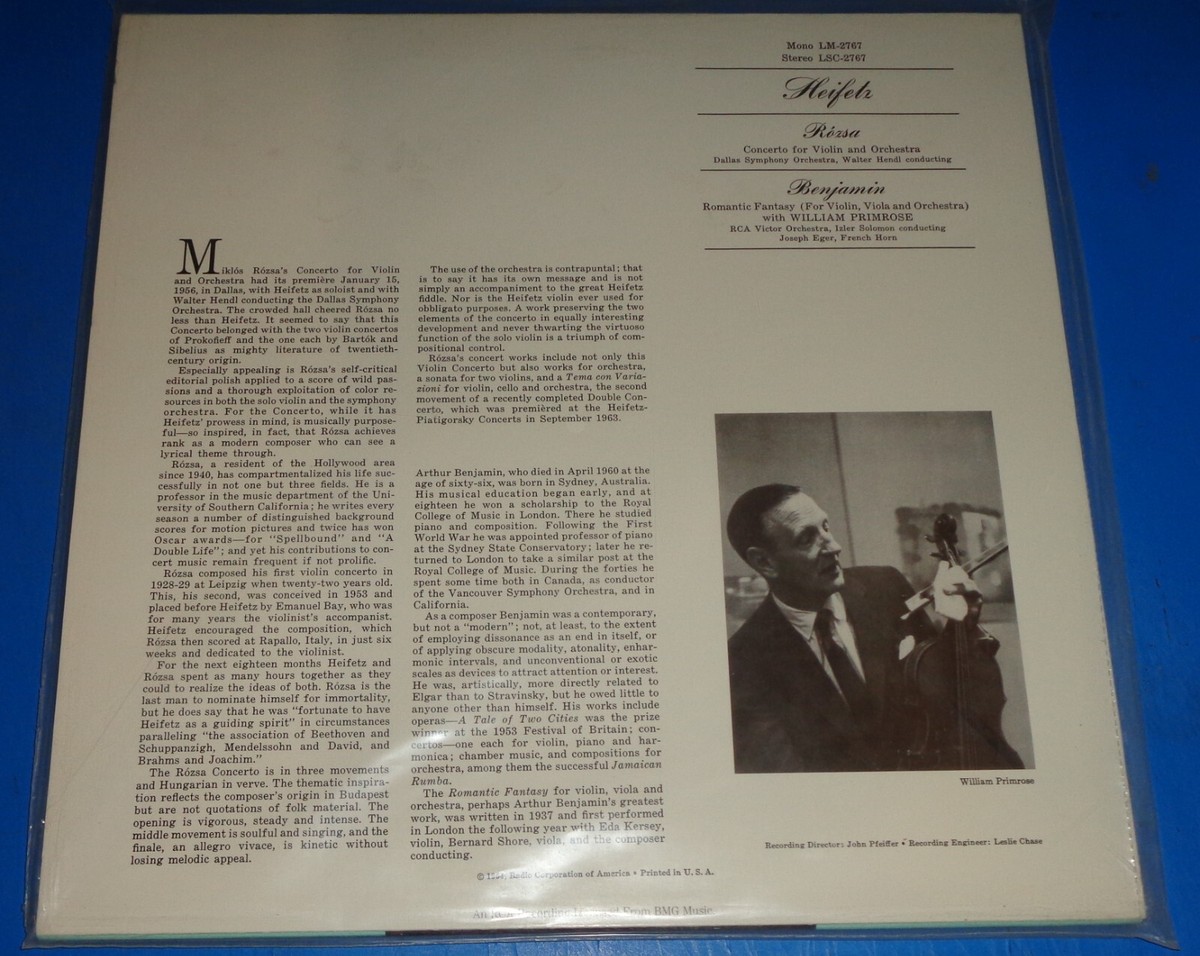 Mono LM-2767
Stereo LSC-2767
Heifetz
Rózsa
Concerto for Violin and Orchestra
Dallas Symphony Orchestra, Walter Hendl conducting
Benjamin
Romantic Fantasy (For Violin, Viola and Orchestra)
with WILLIAM PRIMROSE
RCA Victor Orchestra, Izler Solomon conducting
Joseph Eger, French Horn
Miklós Rózsa's Concerto for Violin
and Orchestra had its première January 15,
1956, in Dallas, with Heifetz as soloist and with
Walter Hendl conducting the Dallas Symphony
Orchestra. The crowded hall cheered Rózsa no
less than Heifetz. It seemed to say that this
Concerto belonged with the two violin concertos
of Prokofieff and the one each by Bartók and
Sibelius as mighty literature of twentieth-
century origin.
Especially appealing is Rózsa's self-critical
editorial polish applied to a score of wild pas-
sions and a thorough exploitation of color re-
sources in both the solo violin and the symphony
orchestra. For the Concerto, while it has
Heifetz' prowess in mind, is musically purpose-
ful—so inspired, in fact, that Rózsa achieves
rank as a modern composer who can see a
lyrical theme through.
Rózsa, a resident of the Hollywood area
since 1940, has compartmentalized his life suc-
cessfully in not one but three fields. He is a
professor in the music department of the Uni-
versity of Southern California; he writes every
season a number of distinguished background
scores for motion pictures and twice has won
Oscar awards—for "Spellbound" and "A
Double Life"; and yet his contributions to con-
cert music remain frequent if not prolific.
Rózsa composed his first violin concerto in
1928-29 at Leipzig when twenty-two years old.
This, his second, was conceived in 1953 and
placed before Heifetz by Emanuel Bay, who was
for many years the violinist's accompanist.
Heifetz encouraged the composition, which
Rózsa then scored at Rapallo, Italy, in just six
weeks and dedicated to the violinist.
For the next eighteen months Heifetz and
Rózsa spent as many hours together as they
could to realize the ideas of both. Rózsa is the
last man to nominate himself for immortality,
but he does say that he was "fortunate to have
Heifetz as a guiding spirit" in circumstances
paralleling "the association of Beethoven and
Schuppanzigh, Mendelssohn and David, and
Brahms and Joachim."
The Rózsa Concerto is in three movements
and Hungarian in verve. The thematic inspira-
tion reflects the composer's origin in Budapest
but are not quotations of folk material. The
opening is vigorous, steady and intense. The
middle movement is soulful and singing, and the
finale, an allegro vivace, is kinetic without
losing melodic appeal.
The use of the orchestra is contrapuntal; that
is to say it has its own message and is not
simply an accompaniment to the great Heifetz
fiddle. Nor is the Heifetz violin ever used for
obbligato purposes. A work preserving the two
elements of the concerto in equally interesting
development and never thwarting the virtuoso
function of the solo violin is a triumph of com-
positional control.
Rózsa's concert works include not only this
Violin Concerto but also works for orchestra,
a sonata for two violins, and a Tema con Varia-
zioni for violin, cello and orchestra, the second
movement of a recently completed Double Con-
certo, which was premièred at the Heifetz-
Piatigorsky Concerts in September 1963.
Arthur Benjamin, who died in April 1960 at the
age of sixty-six, was born in Sydney, Australia.
His musical education began early, and at
eighteen he won a scholarship to the Royal
College of Music in London. There he studied
piano and composition. Following the First
World War he was appointed professor of piano
at the Sydney State Conservatory; later he re-
turned to London to take a similar post at the
Royal College of Music. During the forties he
spent some time both in Canada, as conductor
of the Vancouver Symphony Orchestra, and in
California.
As a composer Benjamin was a contemporary,
but not a "modern"; not, at least, to the extent
of employing dissonance as an end in itself, or
of applying obscure modality, atonality, enhar-
monic intervals, and unconventional or exotic
scales as devices to attract attention or interest.
He was, artistically, more directly related to
Elgar than to Stravinsky, but he owed little to
anyone other than himself. His works include
operas—A Tale of Two Cities was the prize
winner at the 1953 Festival of Britain; con-
certos—one each for violin, piano and har-
monica; chamber music, and compositions for
orchestra, among them the successful Jamaican
Rumba.
The Romantic Fantasy for violin, viola and
orchestra, perhaps Arthur Benjamin's greatest
work, was written in 1937 and first performed
in London the following year with Eda Kersey,
violin, Bernard Shore, viola, and the composer
conducting.
William Primrose
Recording Director: John Pfeiffer • Recording Engineer: Leslie Chase
© Radio Corporation of America • Printed in U. S. A.
From BMG Music